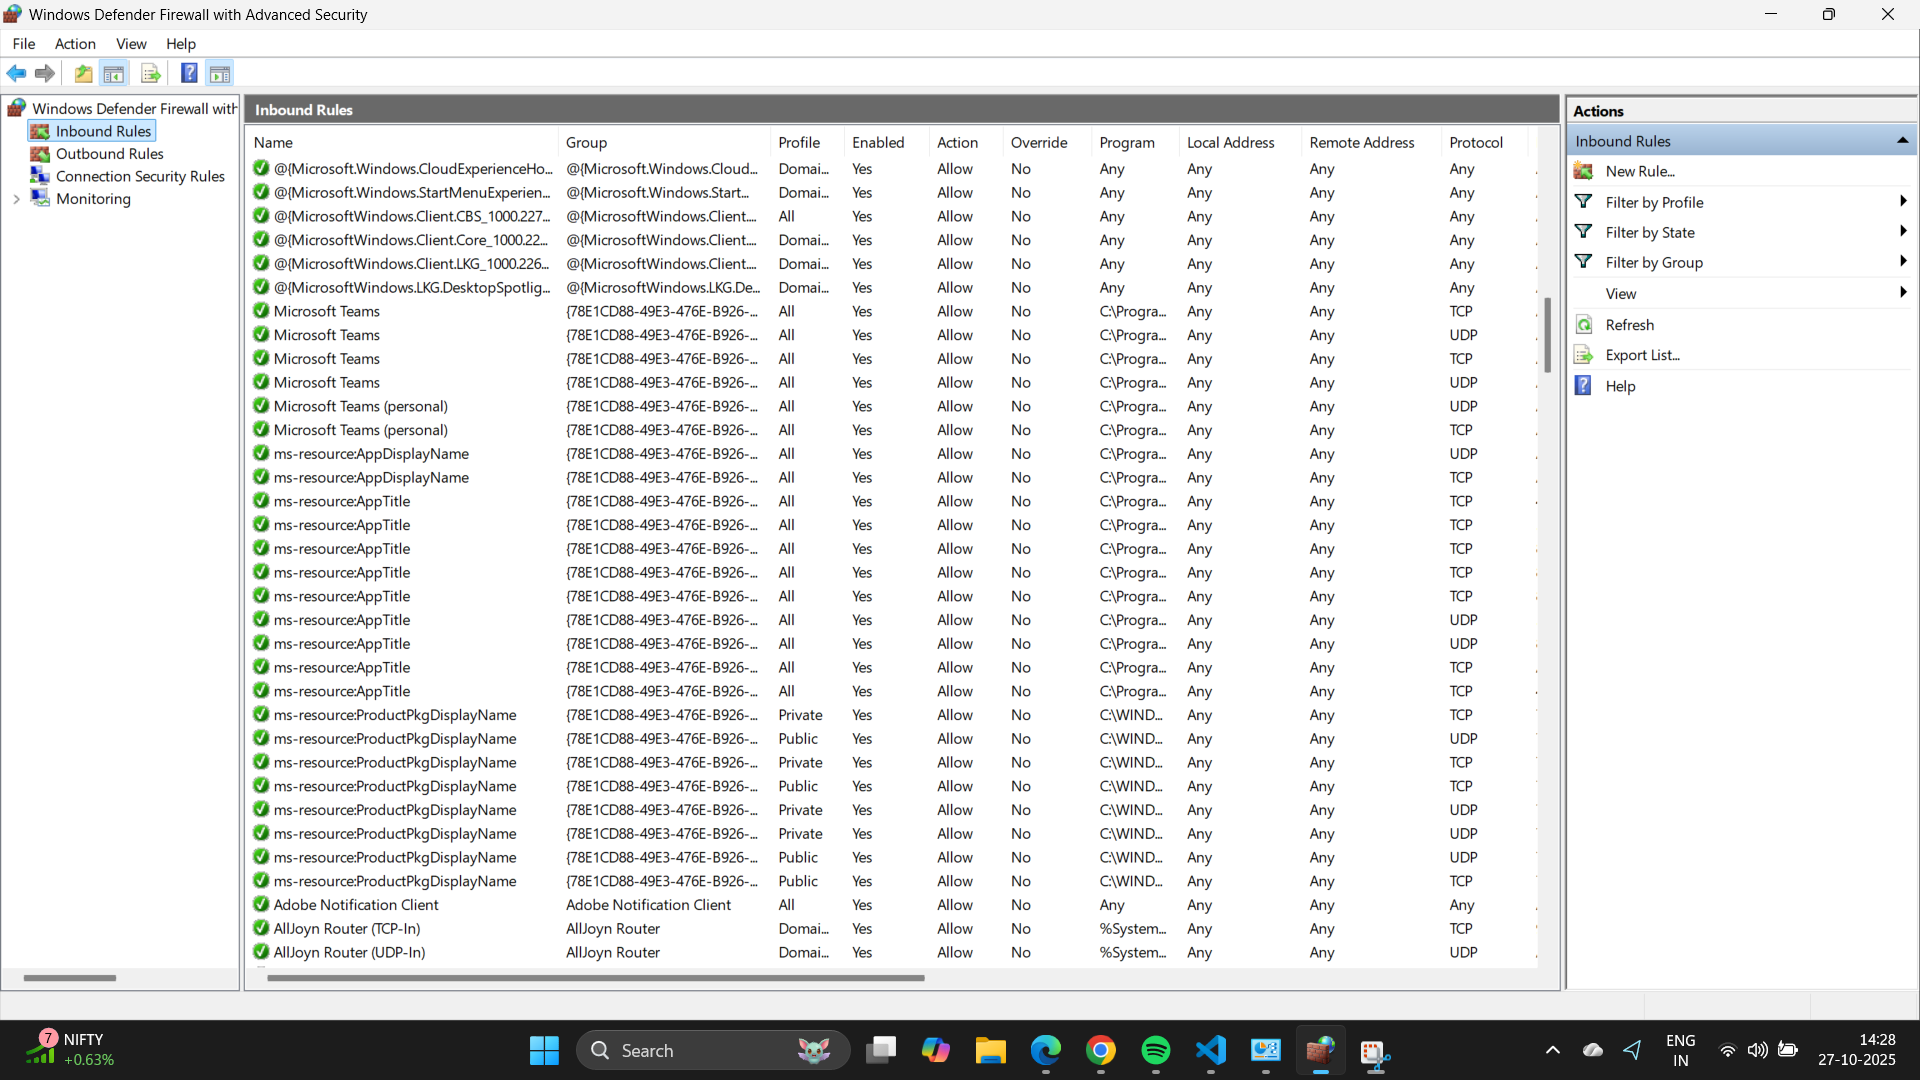 Windows Defender Firewall with Advanced Security
File Action View Help
Windows Defender Firewall with
Inbound Rules
Outbound Rules
Connection Security Rules
Monitoring
Inbound Rules
Name Group Profile Enabled Action Override Program Local Address Remote Address Protocol
@{Microsoft.Windows.CloudExperienceHo... @{Microsoft.Windows.Cloud... Domai... Yes Allow No Any Any Any Any
@{Microsoft.Windows.StartMenuExperien... @{Microsoft.Windows.Start... Domai... Yes Allow No Any Any Any Any
@{MicrosoftWindows.Client.CBS_1000.227... @{MicrosoftWindows.Client.... All Yes Allow No Any Any Any Any
@{MicrosoftWindows.Client.Core_1000.22... @{MicrosoftWindows.Client.... Domai... Yes Allow No Any Any Any Any
@{MicrosoftWindows.Client.LKG_1000.226... @{MicrosoftWindows.Client.... Domai... Yes Allow No Any Any Any Any
@{MicrosoftWindows.LKG.DesktopSpotlig... @{MicrosoftWindows.LKG.De... Domai... Yes Allow No Any Any Any Any
Microsoft Teams {78E1CD88-49E3-476E-B926-... All Yes Allow No C:\Progra... Any Any TCP
Microsoft Teams {78E1CD88-49E3-476E-B926-... All Yes Allow No C:\Progra... Any Any UDP
Microsoft Teams {78E1CD88-49E3-476E-B926-... All Yes Allow No C:\Progra... Any Any TCP
Microsoft Teams {78E1CD88-49E3-476E-B926-... All Yes Allow No C:\Progra... Any Any UDP
Microsoft Teams (personal) {78E1CD88-49E3-476E-B926-... All Yes Allow No C:\Progra... Any Any UDP
Microsoft Teams (personal) {78E1CD88-49E3-476E-B926-... All Yes Allow No C:\Progra... Any Any TCP
ms-resource:AppDisplayName {78E1CD88-49E3-476E-B926-... All Yes Allow No C:\Progra... Any Any UDP
ms-resource:AppDisplayName {78E1CD88-49E3-476E-B926-... All Yes Allow No C:\Progra... Any Any TCP
ms-resource:AppTitle {78E1CD88-49E3-476E-B926-... All Yes Allow No C:\Progra... Any Any TCP
ms-resource:AppTitle {78E1CD88-49E3-476E-B926-... All Yes Allow No C:\Progra... Any Any TCP
ms-resource:AppTitle {78E1CD88-49E3-476E-B926-... All Yes Allow No C:\Progra... Any Any TCP
ms-resource:AppTitle {78E1CD88-49E3-476E-B926-... All Yes Allow No C:\Progra... Any Any TCP
ms-resource:AppTitle {78E1CD88-49E3-476E-B926-... All Yes Allow No C:\Progra... Any Any TCP
ms-resource:AppTitle {78E1CD88-49E3-476E-B926-... All Yes Allow No C:\Progra... Any Any UDP
ms-resource:AppTitle {78E1CD88-49E3-476E-B926-... All Yes Allow No C:\Progra... Any Any UDP
ms-resource:AppTitle {78E1CD88-49E3-476E-B926-... All Yes Allow No C:\Progra... Any Any TCP
ms-resource:AppTitle {78E1CD88-49E3-476E-B926-... All Yes Allow No C:\Progra... Any Any TCP
ms-resource:ProductPkgDisplayName {78E1CD88-49E3-476E-B926-... Private Yes Allow No C:\WIND... Any Any TCP
ms-resource:ProductPkgDisplayName {78E1CD88-49E3-476E-B926-... Public Yes Allow No C:\WIND... Any Any UDP
ms-resource:ProductPkgDisplayName {78E1CD88-49E3-476E-B926-... Private Yes Allow No C:\WIND... Any Any TCP
ms-resource:ProductPkgDisplayName {78E1CD88-49E3-476E-B926-... Public Yes Allow No C:\WIND... Any Any TCP
ms-resource:ProductPkgDisplayName {78E1CD88-49E3-476E-B926-... Private Yes Allow No C:\WIND... Any Any UDP
ms-resource:ProductPkgDisplayName {78E1CD88-49E3-476E-B926-... Private Yes Allow No C:\WIND... Any Any UDP
ms-resource:ProductPkgDisplayName {78E1CD88-49E3-476E-B926-... Public Yes Allow No C:\WIND... Any Any UDP
ms-resource:ProductPkgDisplayName {78E1CD88-49E3-476E-B926-... Public Yes Allow No C:\WIND... Any Any TCP
Adobe Notification Client Adobe Notification Client All Yes Allow No Any Any Any Any
AllJoyn Router (TCP-In) AllJoyn Router Domai... Yes Allow No %System... Any Any TCP
AllJoyn Router (UDP-In) AllJoyn Router Domai... Yes Allow No %System... Any Any UDP
Actions
Inbound Rules
New Rule...
Filter by Profile
Filter by State
Filter by Group
View
Refresh
Export List...
Help
7 NIFTY
+0.63%
Search
ENG
IN
14:28
27-10-2025